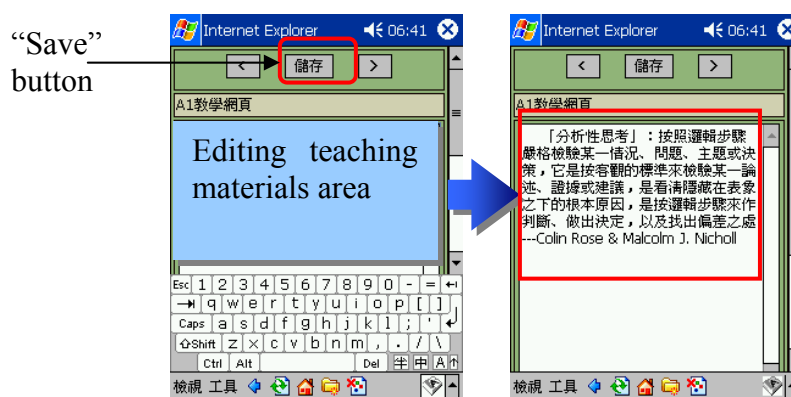 “Save”
button
Internet Explorer 06:41
< 儲存 >
A1教學網頁
Editing teaching
materials area
Esc 1 2 3 4 5 6 7 8 9 0 - =
q w e r t y u i o p [ ]
Caps a s d f g h j k l ; '
Shift z x c v b n m , . / \
Ctrl Alt Del 半 中 A
檢視 工具
Internet Explorer 06:41
< 儲存 >
A1教學網頁
「分析性思考」：按照邏輯步驟
嚴格檢驗某一情況、問題、主題或決
策，它是按客觀的標準來檢驗某一論
述、證據或建議，是看清隱藏在表象
之下的根本原因，是按邏輯步驟來作
判斷、做出決定，以及找出偏差之處
---Colin Rose & Malcolm J. Nicholl
檢視 工具